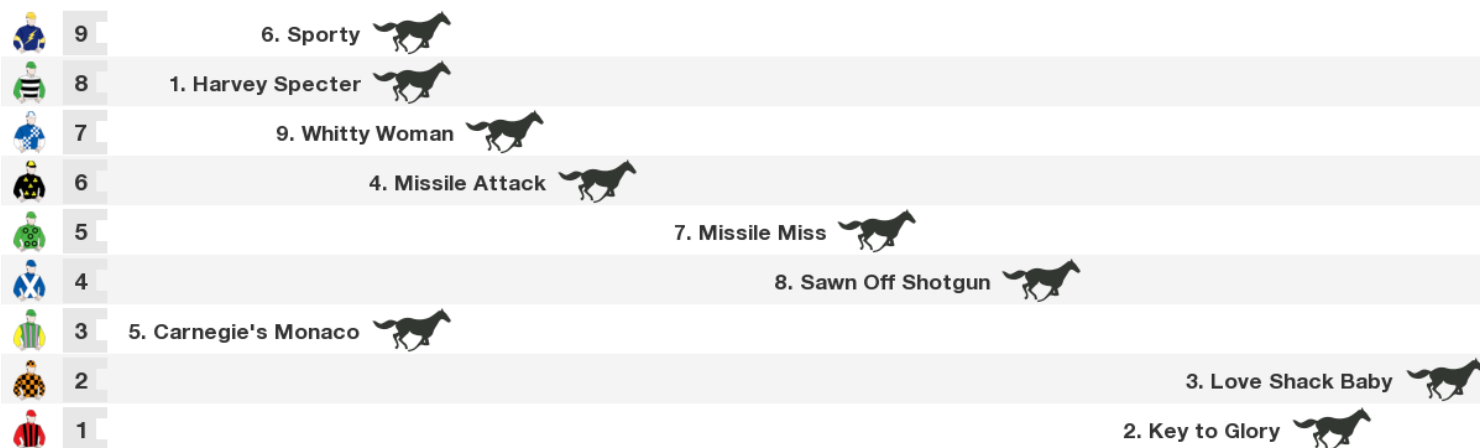 9 6. Sporty
8 1. Harvey Specter
7 9. Whitty Woman
6 4. Missile Attack
5 7. Missile Miss
4 8. Sawn Off Shotgun
3 5. Carnegie's Monaco
2 3. Love Shack Baby
1 2. Key to Glory